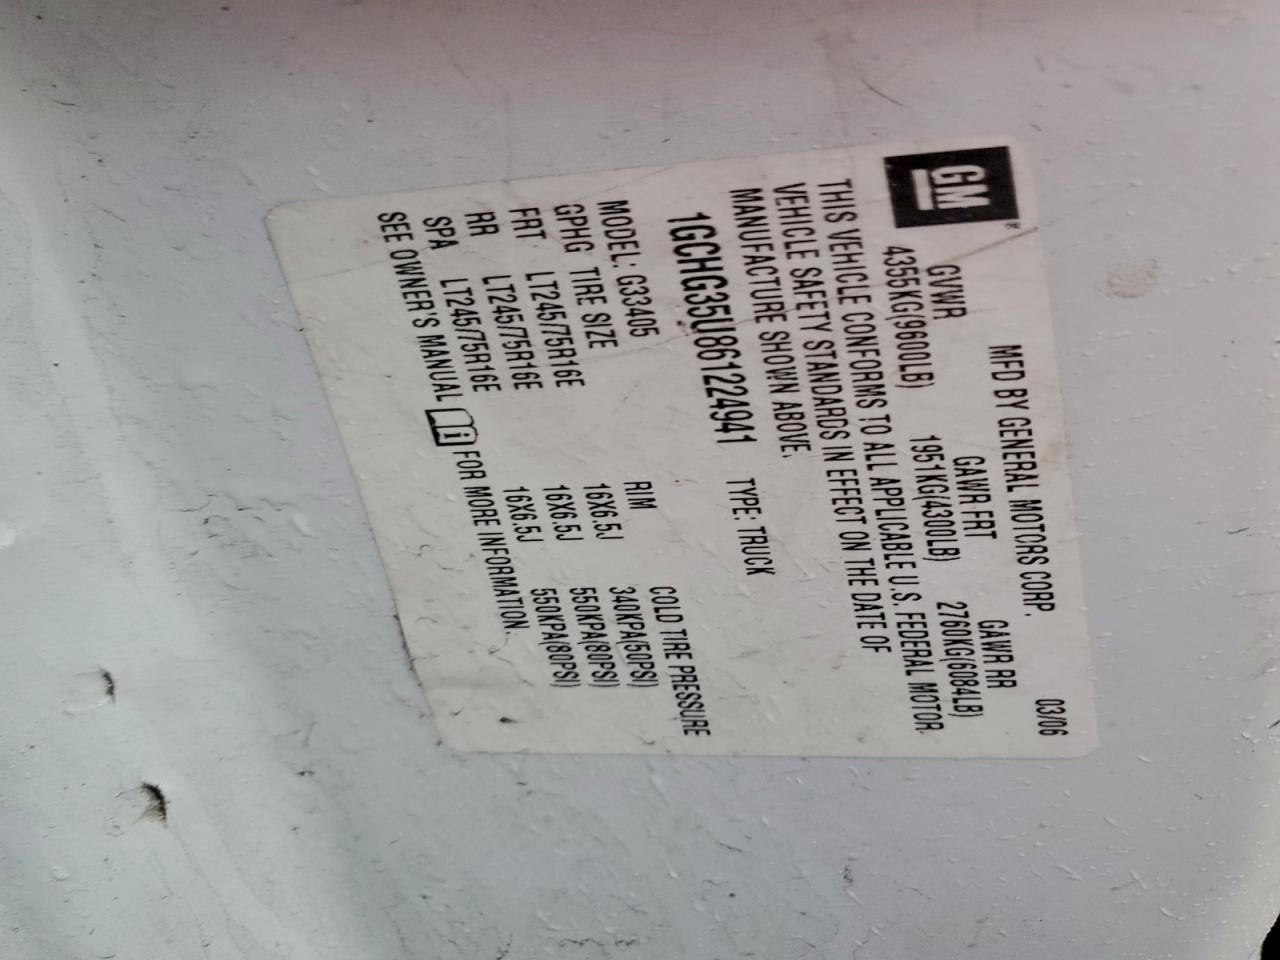 GM®
MFD BY GENERAL MOTORS CORP. 03/06
GVWR GAWR FRT GAWR RR
4355KG(9600LB) 1951KG(4300LB) 2760KG(6084LB)
THIS VEHICLE CONFORMS TO ALL APPLICABLE U.S. FEDERAL MOTOR
VEHICLE SAFETY STANDARDS IN EFFECT ON THE DATE OF
MANUFACTURE SHOWN ABOVE.
1GCHG35U861224941 TYPE: TRUCK
MODEL: G33405
GPHG TIRE SIZE RIM COLD TIRE PRESSURE
FRT LT245/75R16E 16X6.5J 340KPA(50PSI)
RR LT245/75R16E 16X6.5J 550KPA(80PSI)
SPA LT245/75R16E 16X6.5J 550KPA(80PSI)
SEE OWNER'S MANUAL i FOR MORE INFORMATION.